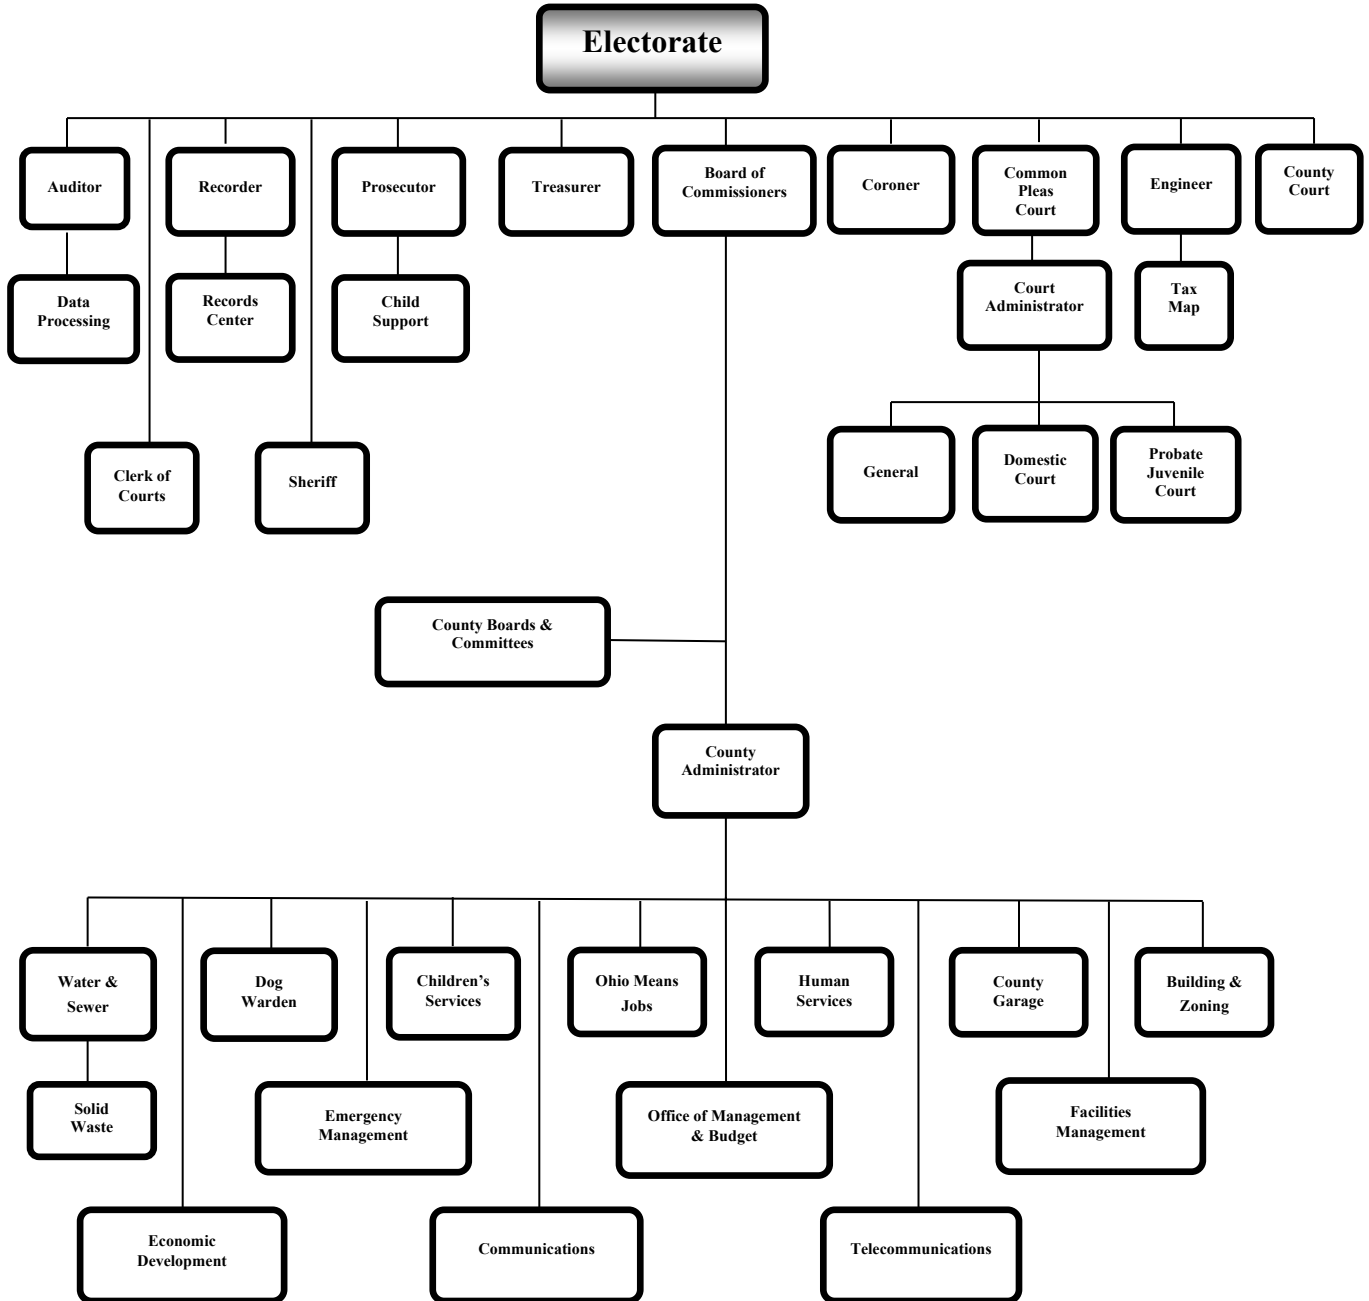 Electorate
Auditor
Recorder
Prosecutor
Treasurer
Board of
Commissioners
Coroner
Common
Pleas
Court
Engineer
County
Court
Data
Processing
Records
Center
Child
Support
Court
Administrator
Tax
Map
Clerk of
Courts
Sheriff
General
Domestic
Court
Probate
Juvenile
Court
County Boards &
Committees
County
Administrator
Water &
Sewer
Dog
Warden
Children’s
Services
Ohio Means
Jobs
Human
Services
County
Garage
Building &
Zoning
Solid
Waste
Emergency
Management
Office of Management
& Budget
Facilities
Management
Economic
Development
Communications
Telecommunications